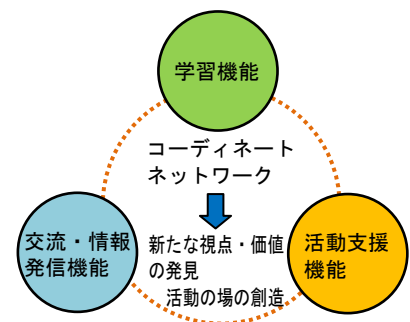 学習機能
コーディネート
ネットワーク
交流・情報
発信機能
新たな視点・価値
の発見
活動の場の創造
活動支援
機能